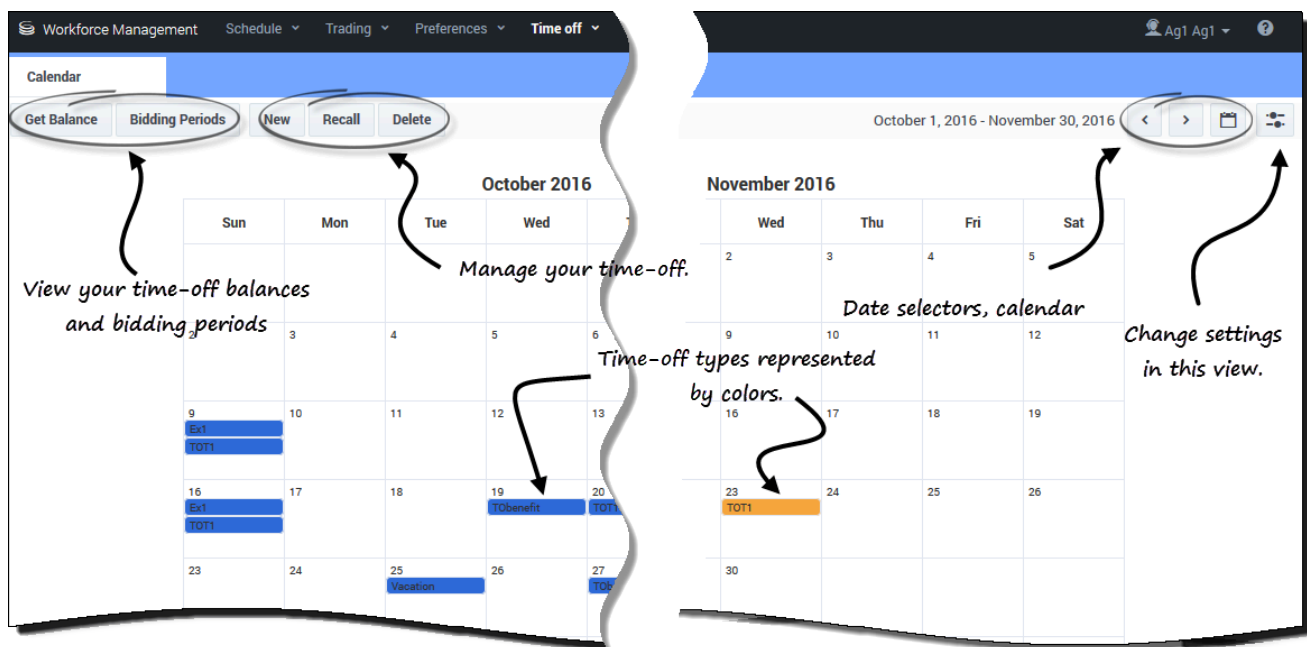 Workforce Management Schedule Trading Preferences Time off Ag1 Ag1
Calendar
Get Balance Bidding Periods New Recall Delete October 1, 2016 - November 30, 2016
October 2016 November 2016
Sun Mon Tue Wed Wed Thu Fri Sat
2 3 4 5
View your time-off balances
and bidding periods
Manage your time-off.
Date selectors, calendar
Change settings
in this view.
2 3 4 5 6 9 10 11 12
Time-off types represented
by colors.
9 10 11 12 13 16 17 18 19
Ex1
TOT1
16 17 18 19 20 23 24 25 26
Ex1 TObenefit TOT1 TOT1
TOT1
23 24 25 26 27 30
Vacation